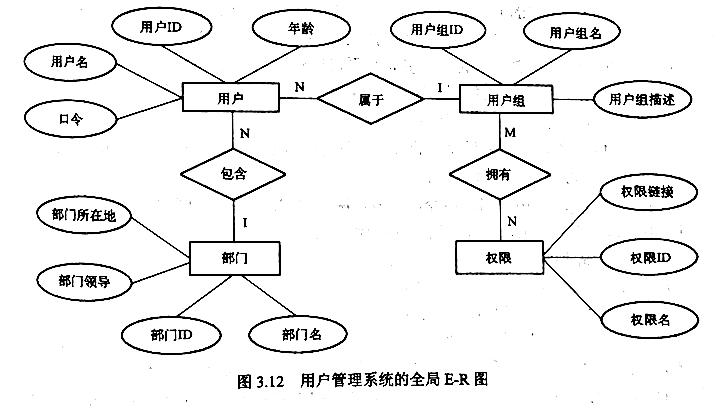 用户ID
年龄
用户组ID
用户组名
用户名
用户
N
属于
I
用户组
用户组描述
口令
N
M
包含
拥有
权限链接
部门所在地
I
N
部门
权限
权限ID
部门领导
部门ID
部门名
权限名
图 3.12 用户管理系统的全局 E-R 图